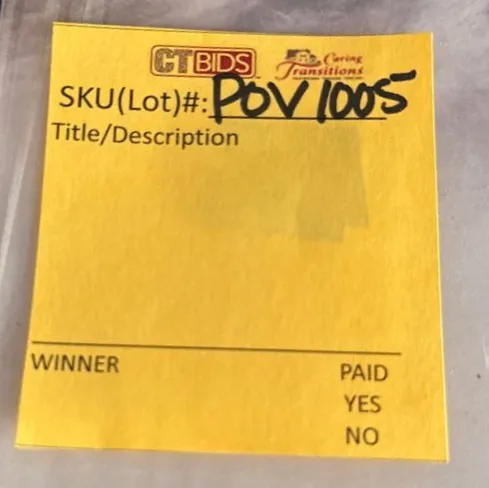 CTBIDS
Caring
Transitions
SKU(Lot)#: POV1005
Title/Description
WINNER
PAID
YES
NO